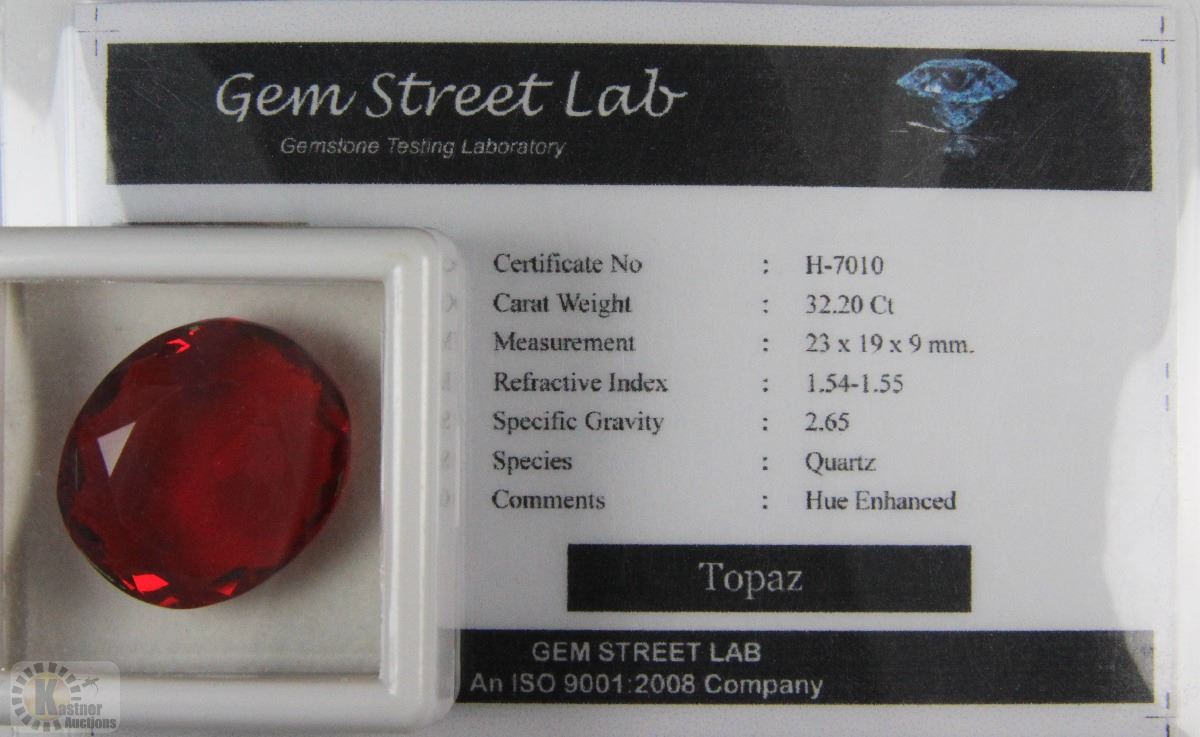 Gem Street Lab
Gemstone Testing Laboratory
Certificate No : H-7010
Carat Weight : 32.20 Ct
Measurement : 23 x 19 x 9 mm.
Refractive Index : 1.54-1.55
Specific Gravity : 2.65
Species : Quartz
Comments : Hue Enhanced
Topaz
GEM STREET LAB
An ISO 9001:2008 Company
Kastner
Auctions